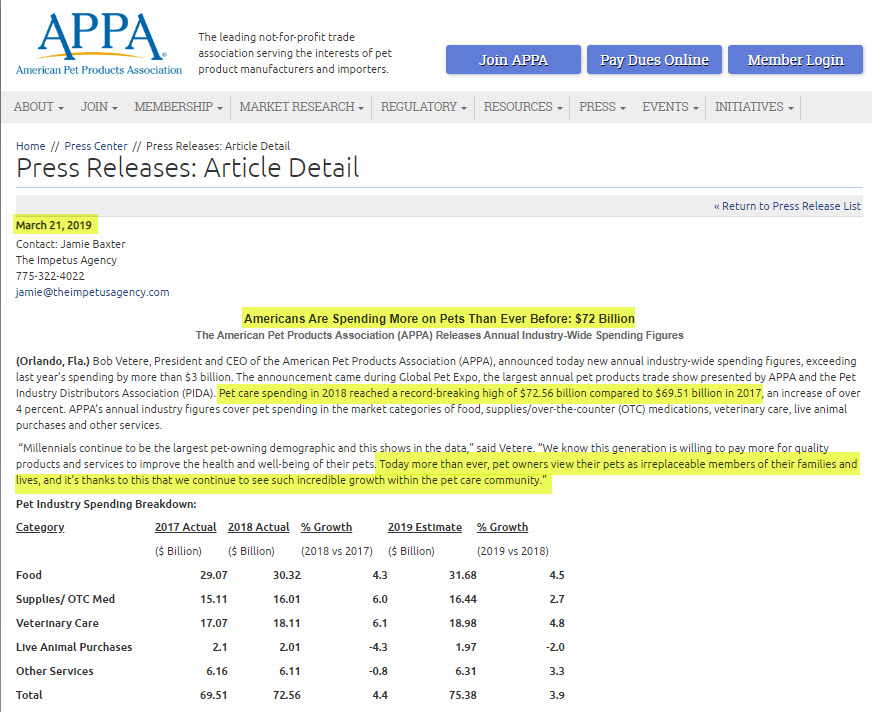 APPA
American Pet Products Association
The leading not-for-profit trade
association serving the interests of pet
product manufacturers and importers.
Join APPA
Pay Dues Online
Member Login
ABOUT
JOIN
MEMBERSHIP
MARKET RESEARCH
REGULATORY
RESOURCES
PRESS
EVENTS
INITIATIVES
Home // Press Center // Press Releases: Article Detail
Press Releases: Article Detail
« Return to Press Release List
March 21, 2019
Contact: Jamie Baxter
The Impetus Agency
775-322-4022
jamie@theimpetusagency.com
Americans Are Spending More on Pets Than Ever Before: $72 Billion
The American Pet Products Association (APPA) Releases Annual Industry-Wide Spending Figures
(Orlando, Fla.) Bob Vetere, President and CEO of the American Pet Products Association (APPA), announced today new annual industry-wide spending figures, exceeding
last year's spending by more than $3 billion. The announcement came during Global Pet Expo, the largest annual pet products trade show presented by APPA and the Pet
Industry Distributors Association (PIDA). Pet care spending in 2018 reached a record-breaking high of $72.56 billion compared to $69.51 billion in 2017, an increase of over
4 percent. APPA's annual industry figures cover pet spending in the market categories of food, supplies/over-the-counter (OTC) medications, veterinary care, live animal
purchases and other services.
"Millennials continue to be the largest pet-owning demographic and this shows in the data," said Vetere. "We know this generation is willing to pay more for quality
products and services to improve the health and well-being of their pets. Today more than ever, pet owners view their pets as irreplaceable members of their families and
lives, and it's thanks to this that we continue to see such incredible growth within the pet care community."
Pet Industry Spending Breakdown:
Category 2017 Actual 2018 Actual % Growth 2019 Estimate % Growth
($ Billion) ($ Billion) (2018 vs 2017) ($ Billion) (2019 vs 2018)
Food 29.07 30.32 4.3 31.68 4.5
Supplies/ OTC Med 15.11 16.01 6.0 16.44 2.7
Veterinary Care 17.07 18.11 6.1 18.98 4.8
Live Animal Purchases 2.1 2.01 -4.3 1.97 -2.0
Other Services 6.16 6.11 -0.8 6.31 3.3
Total 69.51 72.56 4.4 75.38 3.9